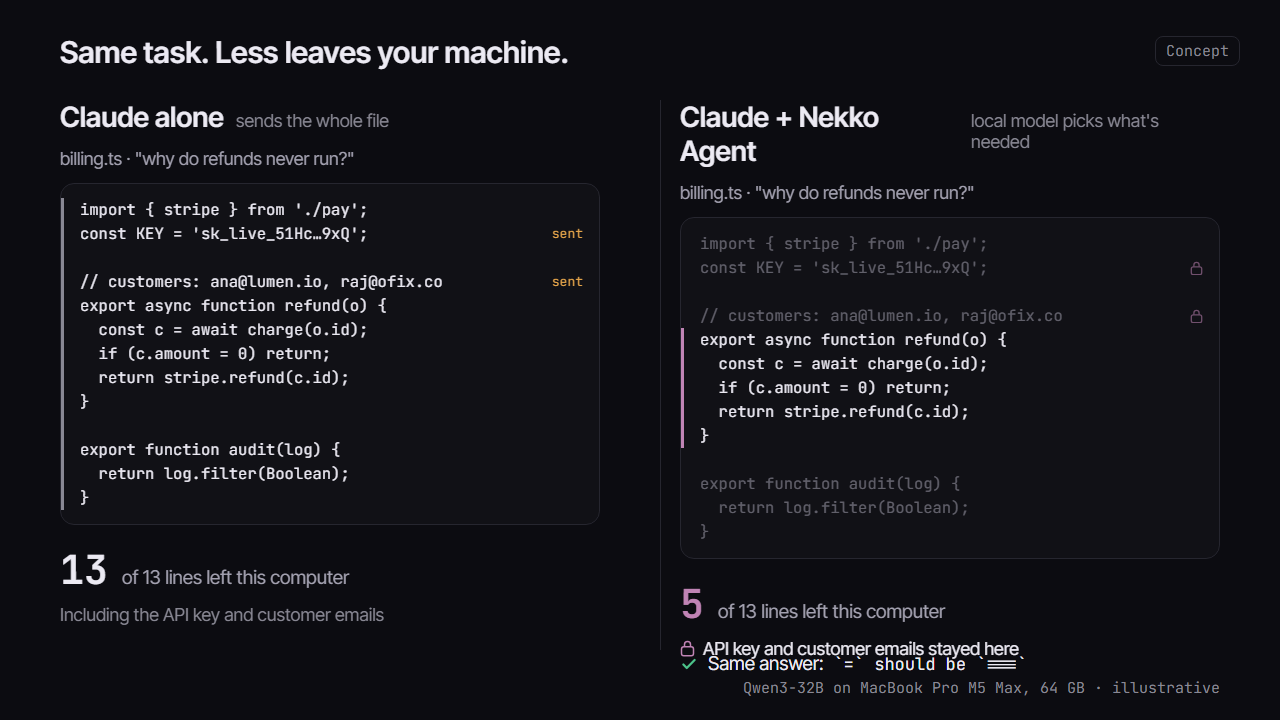 Same task. Less leaves your machine.
Concept
Claude alone sends the whole file
billing.ts · "why do refunds never run?"
import { stripe } from './pay';
const KEY = 'sk_live_51Hc…9xQ'; sent
// customers: ana@lumen.io, raj@ofix.co sent
export async function refund(o) {
  const c = await charge(o.id);
  if (c.amount = 0) return;
  return stripe.refund(c.id);
}
export function audit(log) {
  return log.filter(Boolean);
}
13 of 13 lines left this computer
Including the API key and customer emails
Claude + Nekko
Agent
local model picks what's
needed
billing.ts · "why do refunds never run?"
import { stripe } from './pay';
const KEY = 'sk_live_51Hc…9xQ';
// customers: ana@lumen.io, raj@ofix.co
export async function refund(o) {
  const c = await charge(o.id);
  if (c.amount = 0) return;
  return stripe.refund(c.id);
}
export function audit(log) {
  return log.filter(Boolean);
}
5 of 13 lines left this computer
API key and customer emails stayed here
Same answer: `=` should be `===`
Qwen3-32B on MacBook Pro M5 Max, 64 GB · illustrative